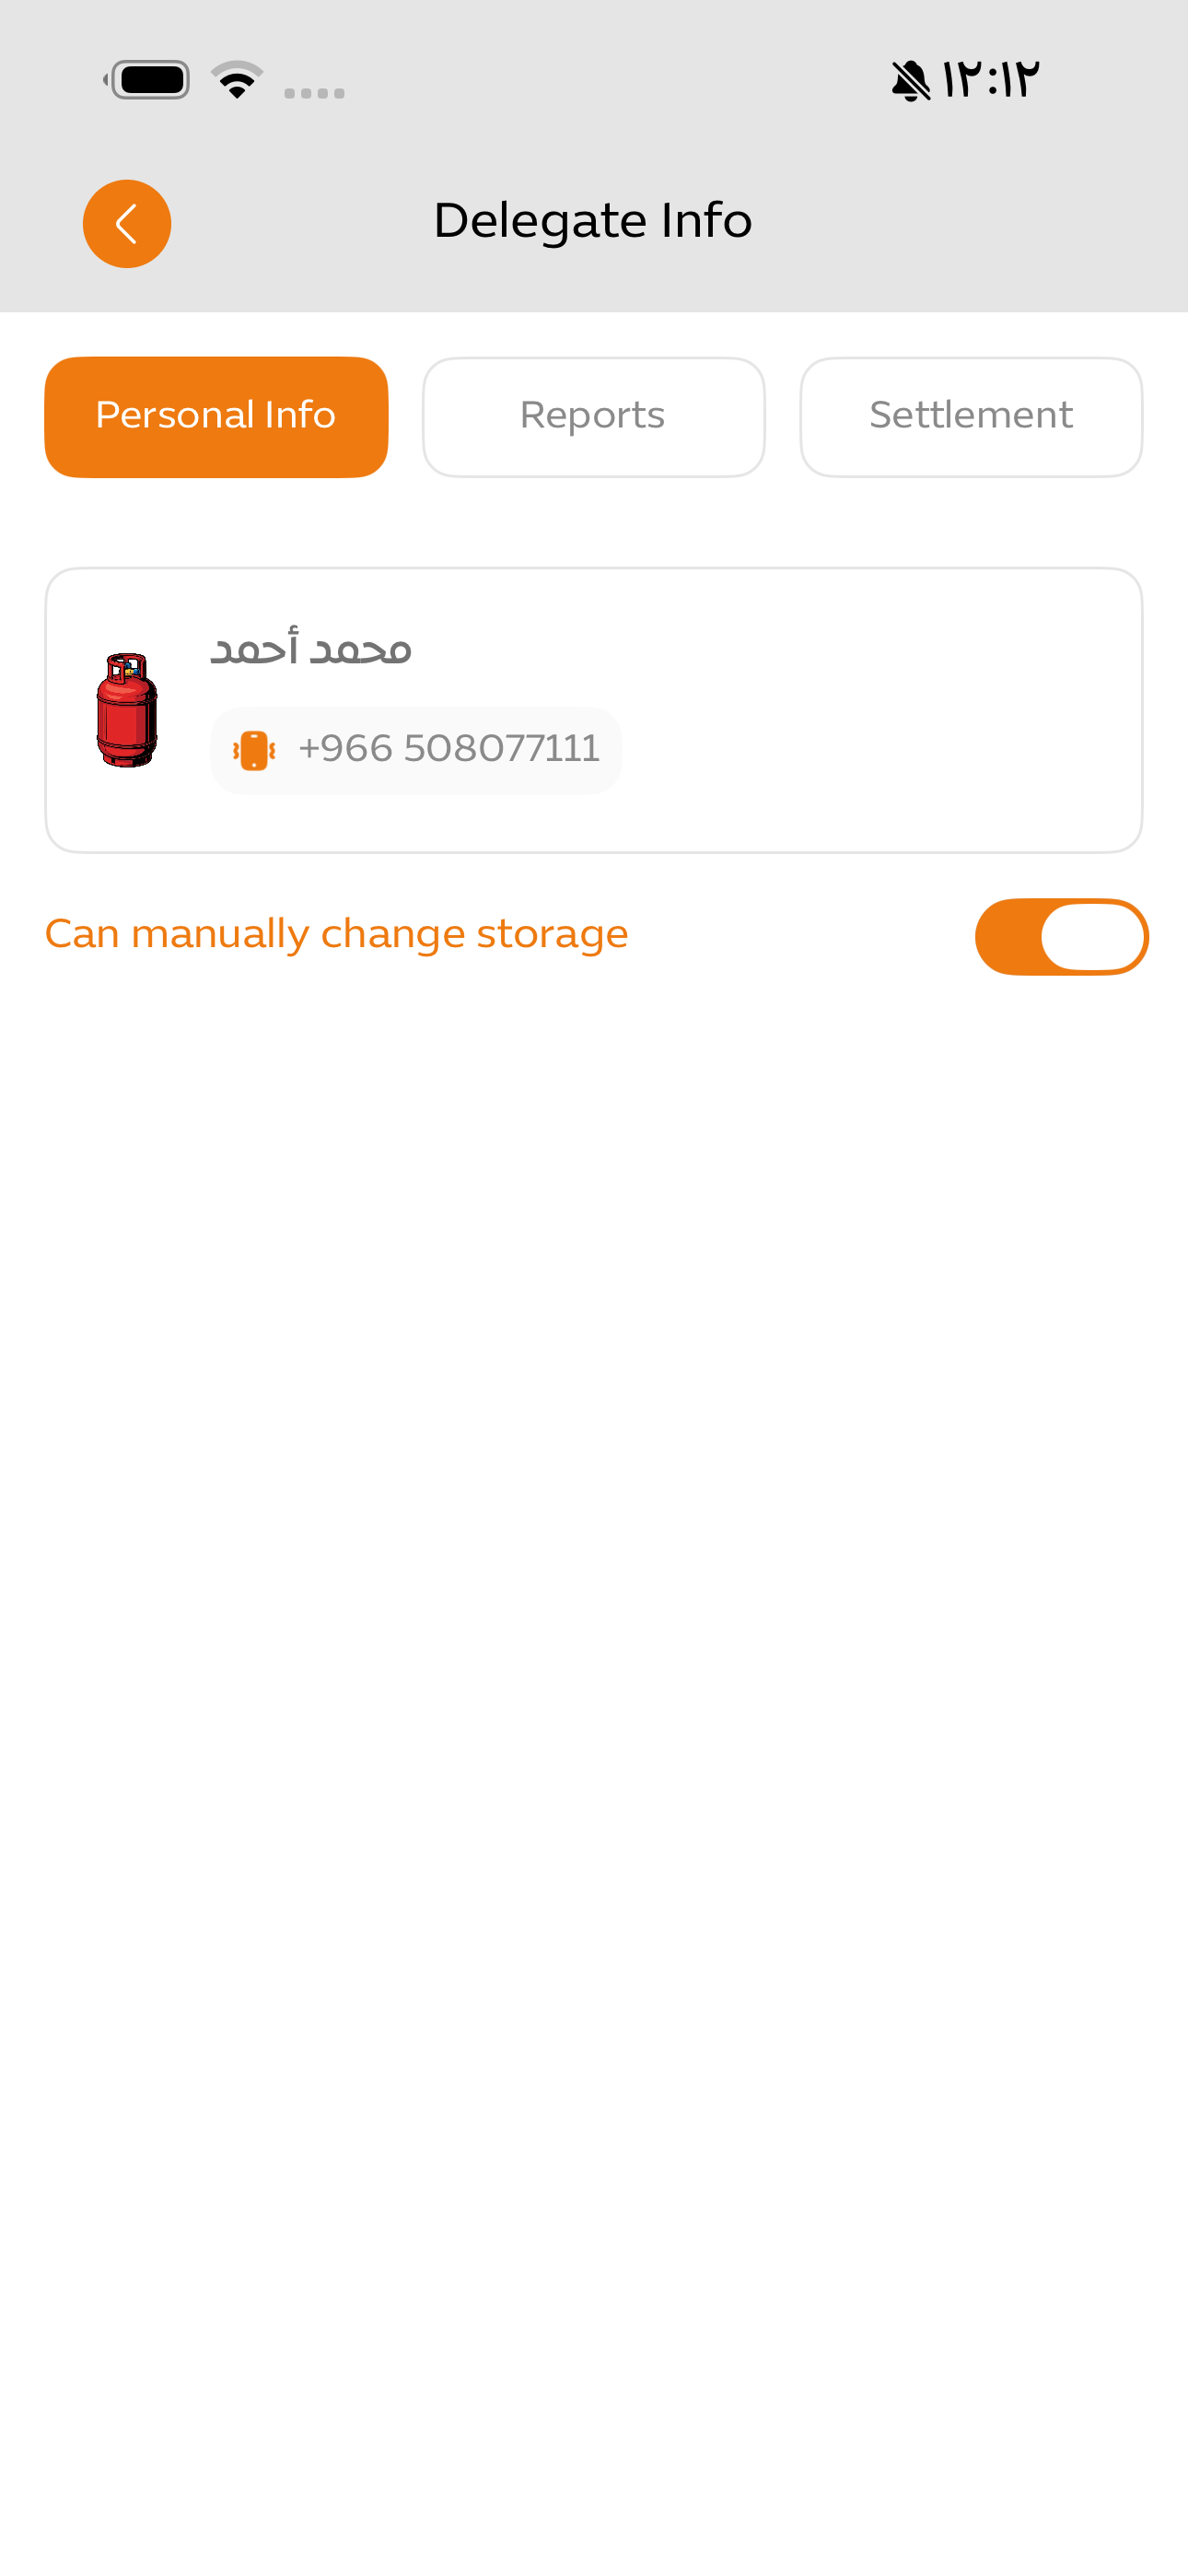 ١٢:١٢
Delegate Info
Personal Info
Reports
Settlement
محمد أحمد
+966 508077111
Can manually change storage